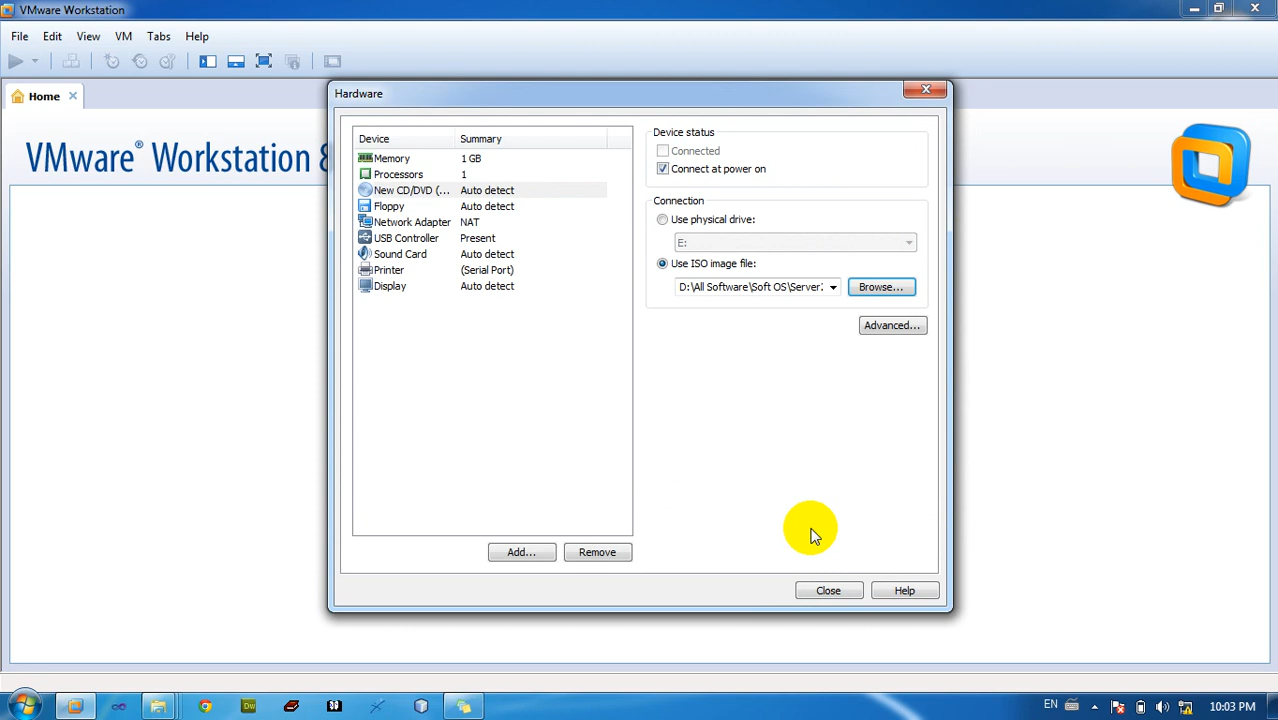 VMware Workstation
File Edit View VM Tabs Help
Home
VMware® Workstation 8
Hardware
Device Summary
Memory 1 GB
Processors 1
New CD/DVD (... Auto detect
Floppy Auto detect
Network Adapter NAT
USB Controller Present
Sound Card Auto detect
Printer (Serial Port)
Display Auto detect
Add... Remove
Device status
Connected
Connect at power on
Connection
Use physical drive:
E:
Use ISO image file:
D:\All Software\Soft OS\Server
Browse...
Advanced...
Close Help
Dw
EN
10:03 PM